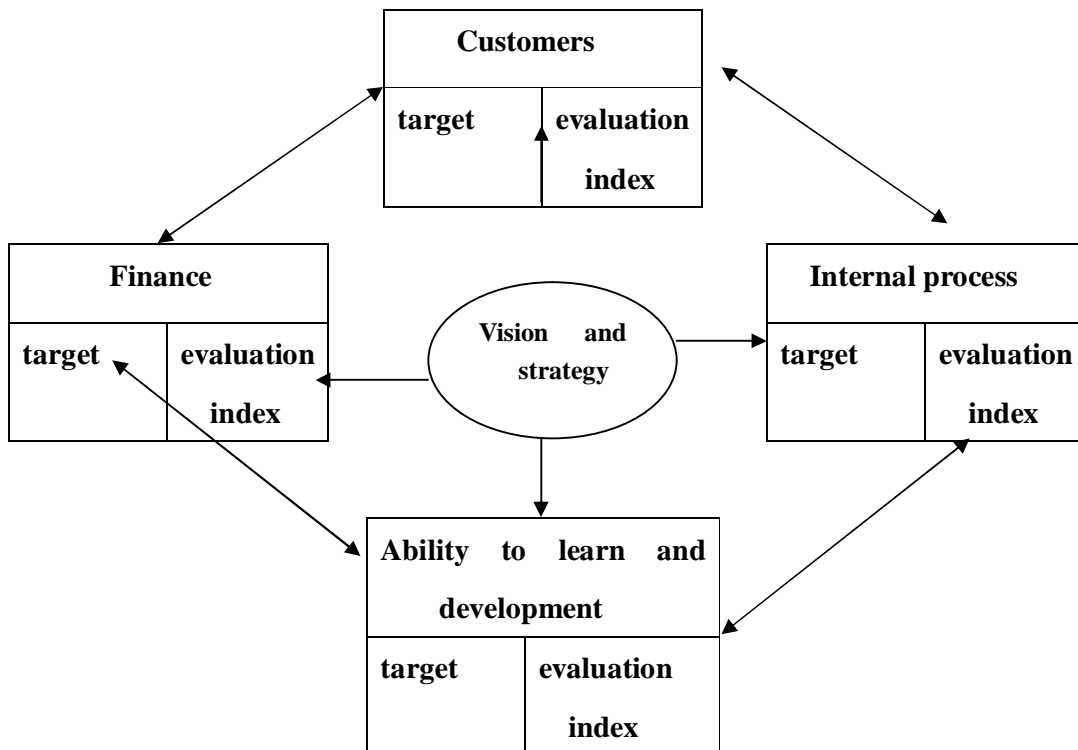 Customers
target
evaluation
index
Finance
target
evaluation
index
Vision and
strategy
Internal process
target
evaluation
index
Ability to learn and
development
target
evaluation
index